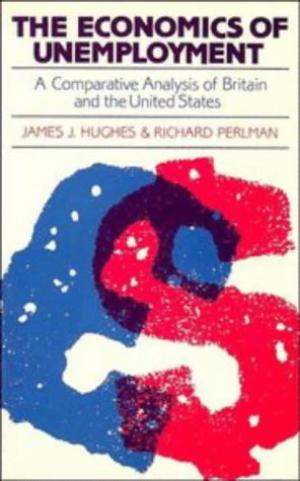 THE ECONOMICS OF
UNEMPLOYMENT
A Comparative Analysis of Britain
and the United States
JAMES J. HUGHES & RICHARD PERLMAN